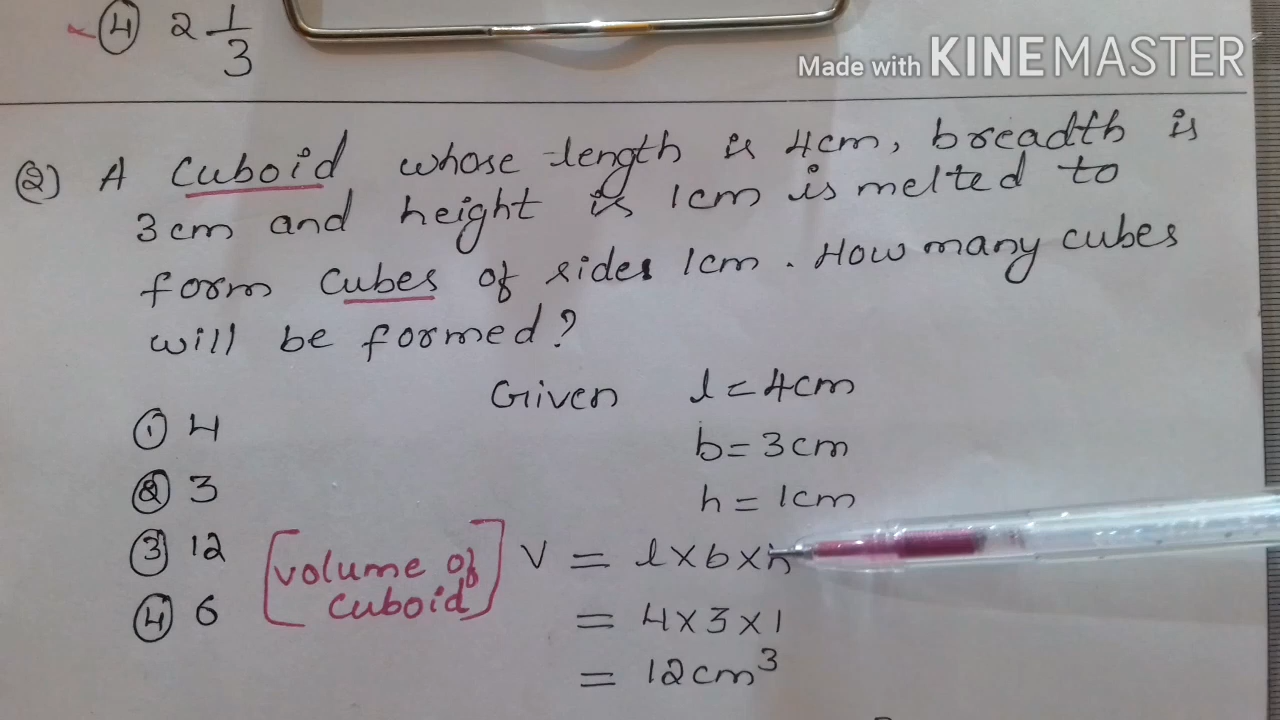 ④ 2 1/3
Made with KINEMASTER
② A cuboid whose length is 4cm, breadth is
3cm and height is 1cm is melted to
form cubes of sides 1cm. How many cubes
will be formed?
Given l = 4cm
① 4
b = 3cm
② 3
h = 1cm
③ 12
[volume of cuboid] V = l×b×h
④ 6
= 4×3×1
= 12cm³